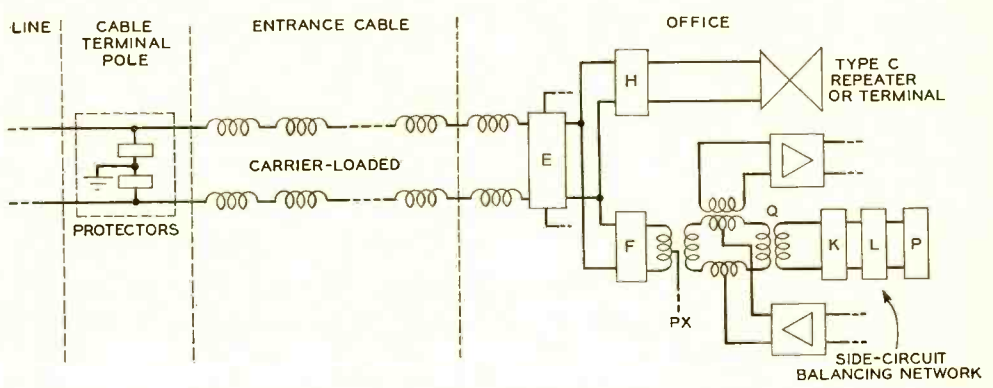 LINE
CABLE
TERMINAL
POLE
ENTRANCE CABLE
OFFICE
H
TYPE C
REPEATER
OR TERMINAL
E
CARRIER-LOADED
PROTECTORS
F
Q
K
L
P
PX
SIDE-CIRCUIT
BALANCING NETWORK